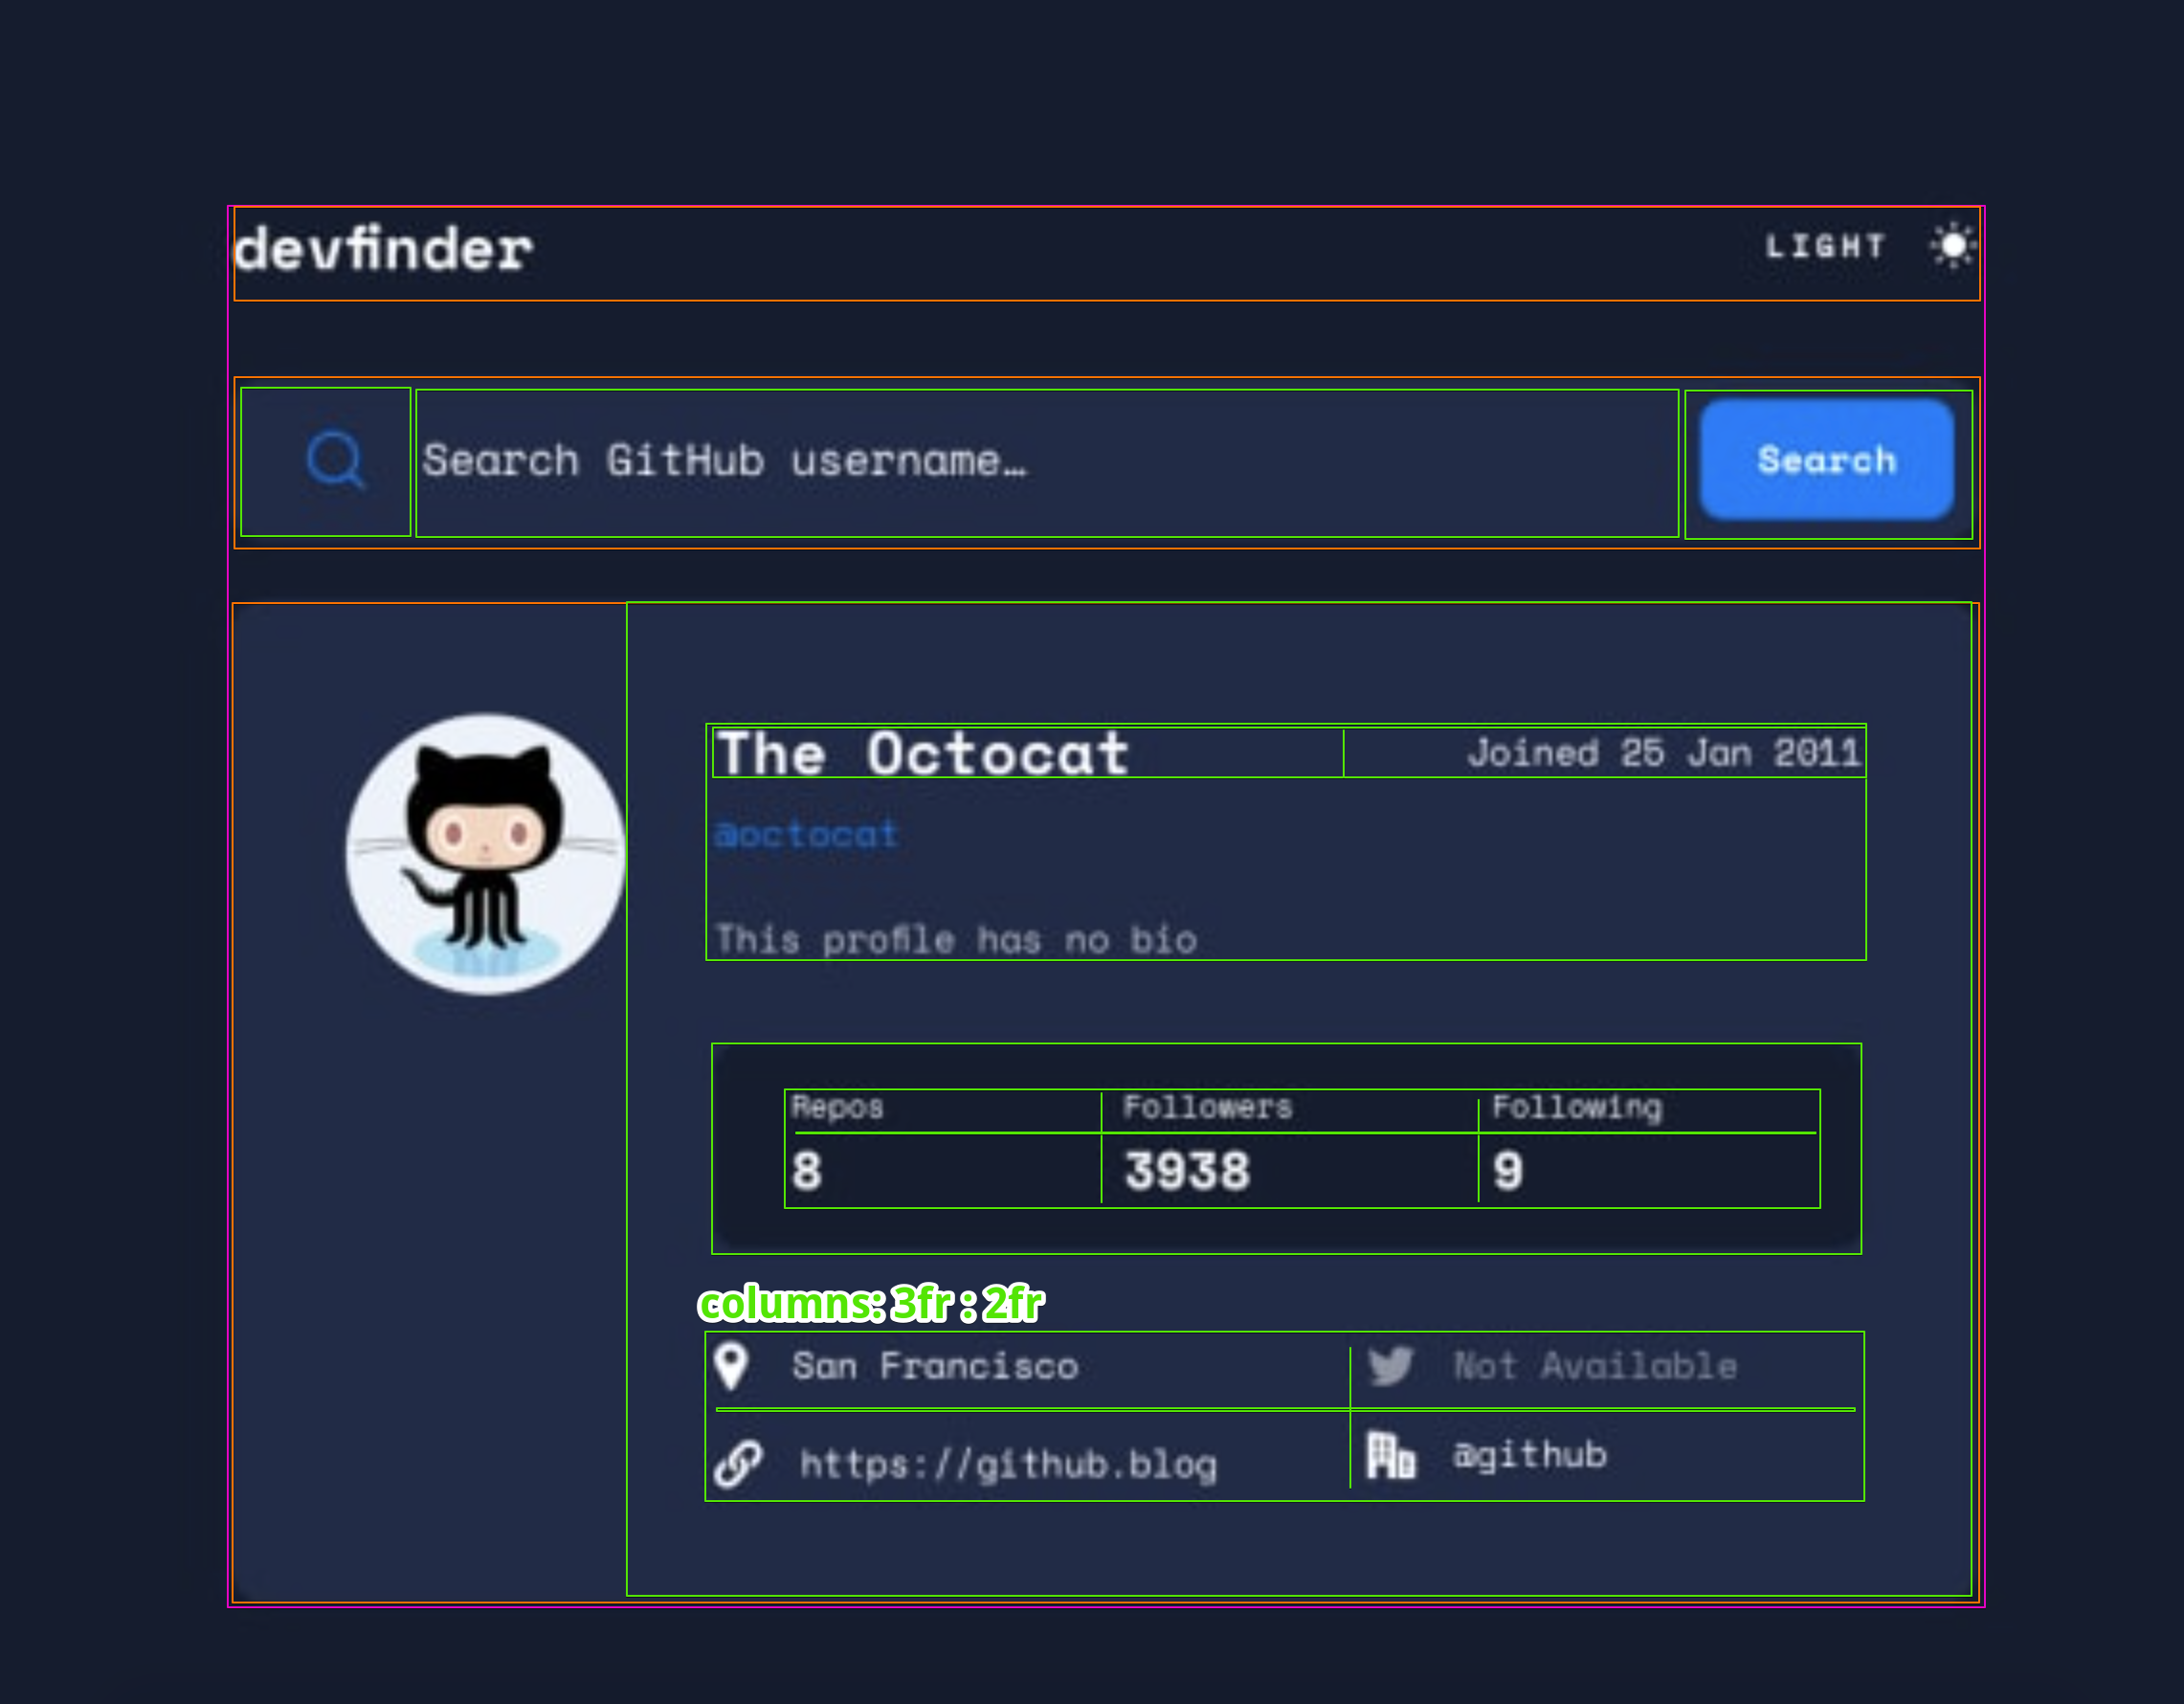 devfinder
LIGHT
Search GitHub username…
Search
The Octocat
Joined 25 Jan 2011
@octocat
This profile has no bio
Repos Followers Following
8 3938 9
columns: 3fr : 2fr
San Francisco
Not Available
https://github.blog
@github